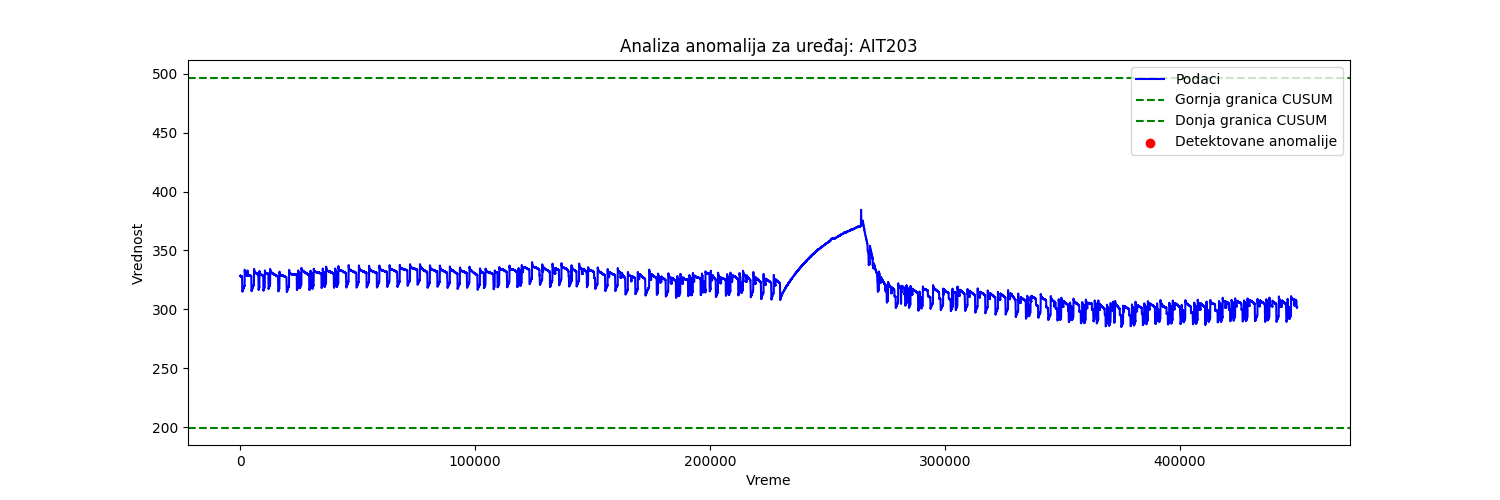 Analiza anomalija za uređaj: AIT203
Vrednost
500
450
400
350
300
250
200
Podaci
Gornja granica CUSUM
Donja granica CUSUM
Detektovane anomalije
0
100000
200000
300000
400000
Vreme